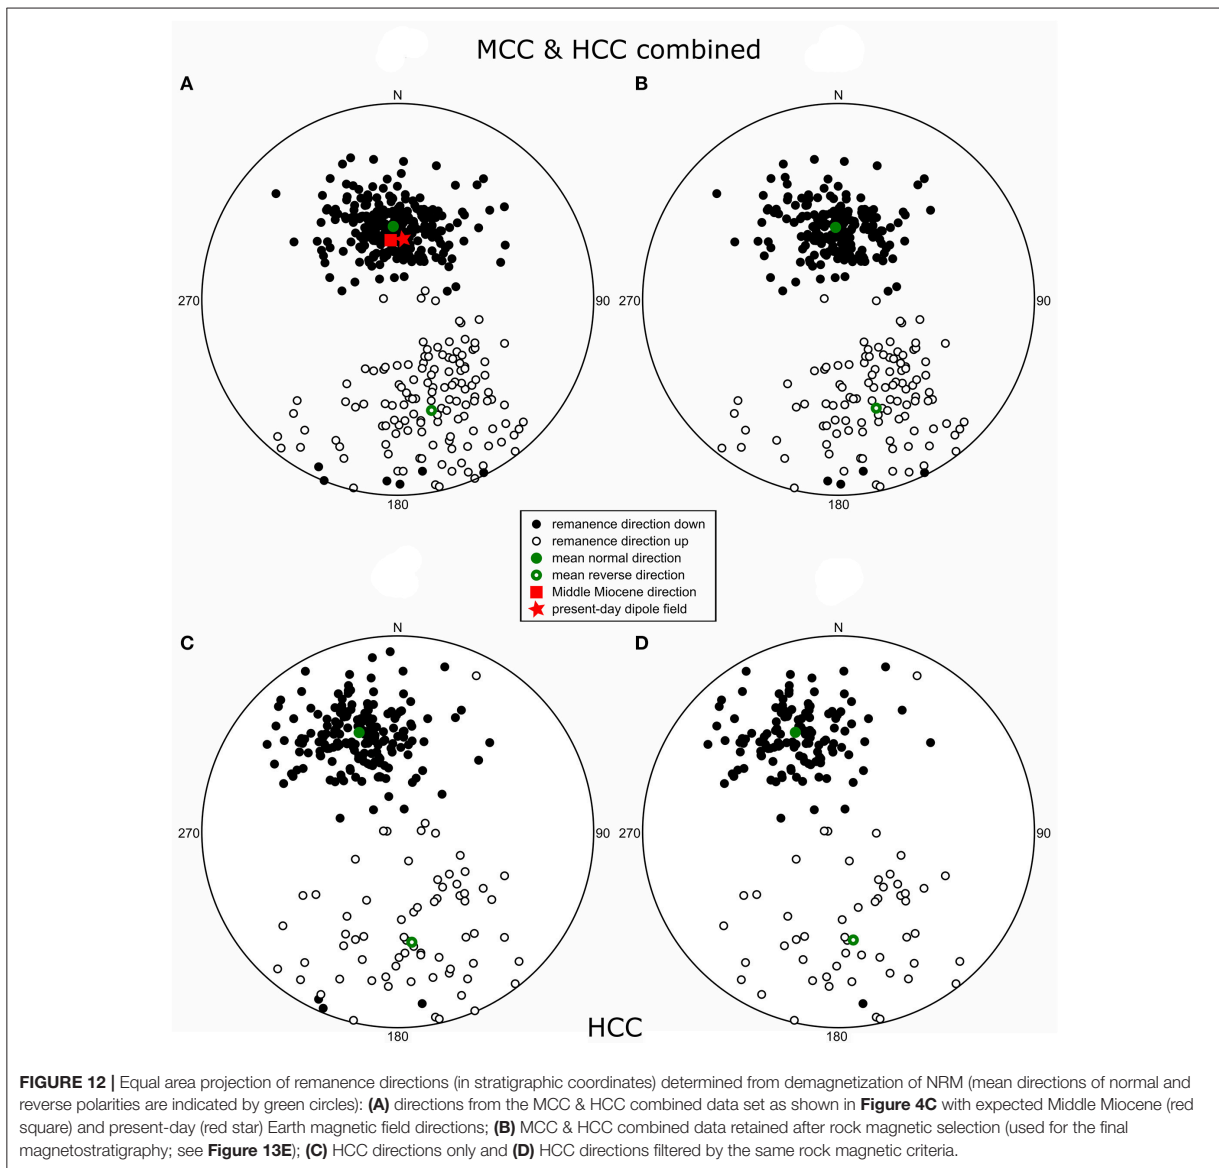 MCC & HCC combined
A
B
N
N
270
90
270
90
180
180
remanence direction down
remanence direction up
mean normal direction
mean reverse direction
Middle Miocene direction
present-day dipole field
C
D
N
N
270
90
270
90
180
180
HCC
FIGURE 12 | Equal area projection of remanence directions (in stratigraphic coordinates) determined from demagnetization of NRM (mean directions of normal and
reverse polarities are indicated by green circles): (A) directions from the MCC & HCC combined data set as shown in Figure 4C with expected Middle Miocene (red
square) and present-day (red star) Earth magnetic field directions; (B) MCC & HCC combined data retained after rock magnetic selection (used for the final
magnetostratigraphy; see Figure 13E); (C) HCC directions only and (D) HCC directions filtered by the same rock magnetic criteria.